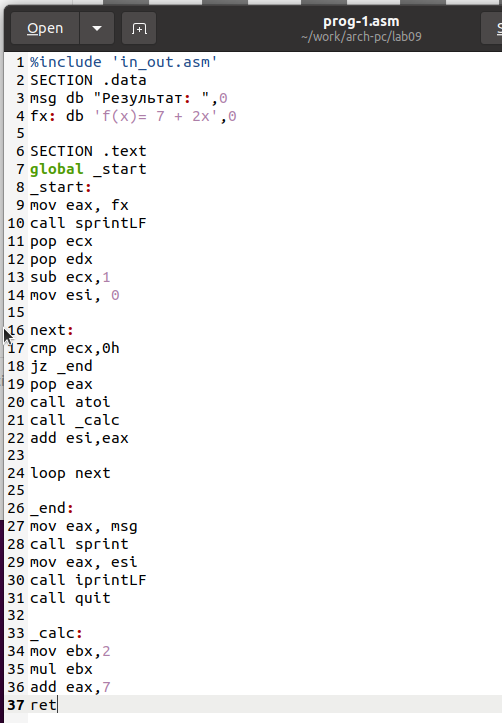 Open
prog-1.asm
~/work/arch-pc/lab09
S
1 %include 'in_out.asm'
2 SECTION .data
3 msg db "Результат: ",0
4 fx: db 'f(x)= 7 + 2x',0
5
6 SECTION .text
7 global _start
8 _start:
9 mov eax, fx
10 call sprintLF
11 pop ecx
12 pop edx
13 sub ecx,1
14 mov esi, 0
15
16 next:
17 cmp ecx,0h
18 jz _end
19 pop eax
20 call atoi
21 call _calc
22 add esi,eax
23
24 loop next
25
26 _end:
27 mov eax, msg
28 call sprint
29 mov eax, esi
30 call iprintLF
31 call quit
32
33 _calc:
34 mov ebx,2
35 mul ebx
36 add eax,7
37 ret